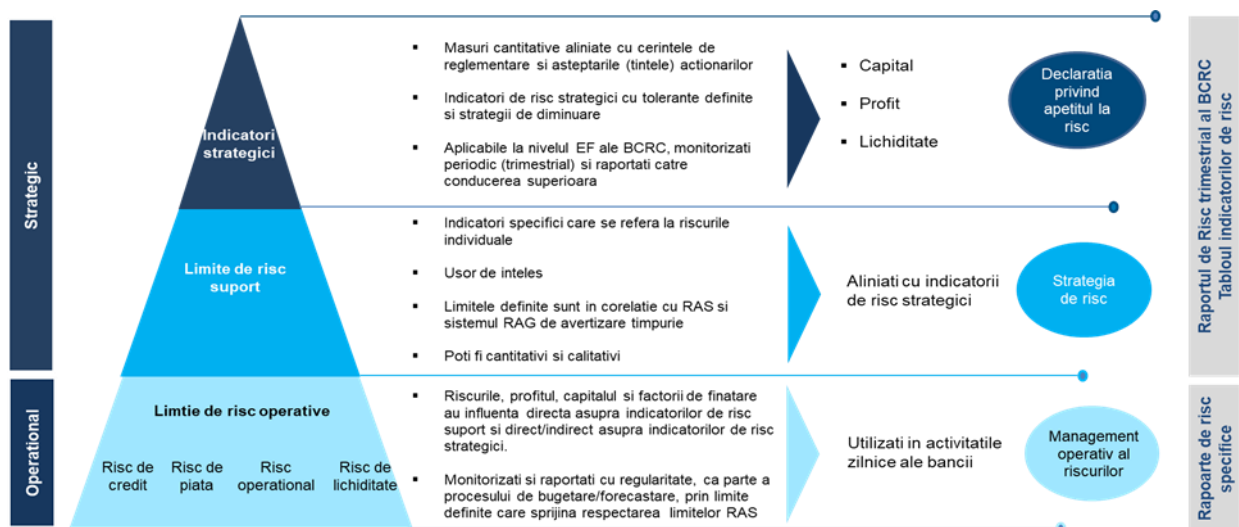 Strategic
Indicatori
strategici
▪ Masuri cantitative aliniate cu cerintele de
reglementare si asteptarile (tintele) actionarilor
▪ Indicatori de risc strategici cu tolerante definite
si strategii de diminuare
▪ Aplicabile la nivelul EF ale BCRC, monitorizati
periodic (trimestrial) si raportati catre
conducerea superioara
▪ Capital
▪ Profit
▪ Lichiditate
Declaratia
privind
apetitul la
risc
Raportul de Risc trimestrial al BCRC
Tabloul indicatorilor de risc
Limite de risc
suport
▪ Indicatori specifici care se refera la riscurile
individuale
▪ Usor de inteles
▪ Limitele definite sunt in corelatie cu RAS si
sistemul RAG de avertizare timpurie
▪ Poti fi cantitativi si calitativi
Aliniati cu indicatorii
de risc strategici
Strategia
de risc
Operational
Limtie de risc operative
Risc de
credit
Risc de
piata
Risc
operational
Risc de
lichiditate
▪ Riscurile, profitul, capitalul si factorii de finatare
au influenta directa asupra indicatorilor de risc
suport si direct/indirect asupra indicatorilor de risc
strategici.
▪ Monitorizati si raportati cu regularitate, ca parte a
procesului de bugetare/forecastare, prin limite
definite care sprijina respectarea limitelor RAS
Utilizati in activitatile
zilnice ale bancii
Management
operativ al
riscurilor
Rapoarte de risc
specifice